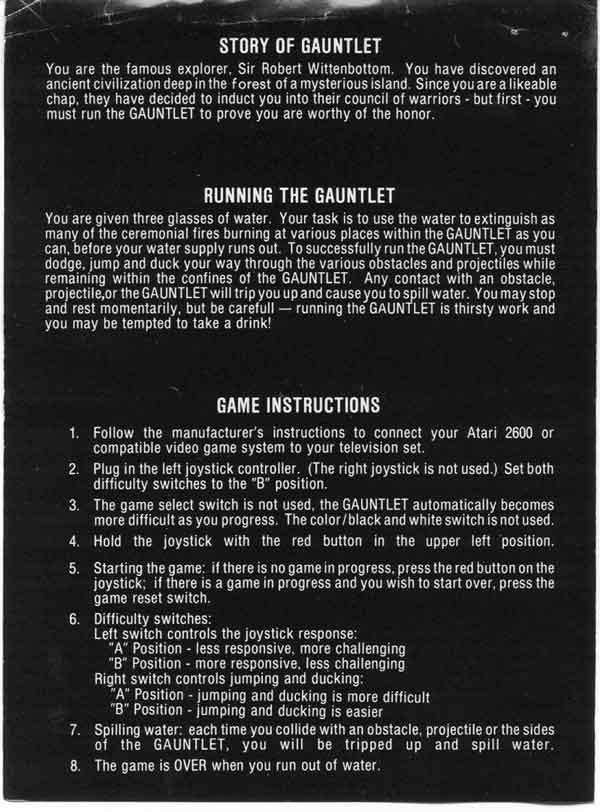 STORY OF GAUNTLET
You are the famous explorer, Sir Robert Wittenbottom. You have discovered an
ancient civilization deep in the forest of a mysterious island. Since you are a likeable
chap, they have decided to induct you into their council of warriors - but first - you
must run the GAUNTLET to prove you are worthy of the honor.
RUNNING THE GAUNTLET
You are given three glasses of water. Your task is to use the water to extinguish as
many of the ceremonial fires burning at various places within the GAUNTLET as you
can, before your water supply runs out. To successfully run the GAUNTLET, you must
dodge, jump and duck your way through the various obstacles and projectiles while
remaining within the confines of the GAUNTLET. Any contact with an obstacle,
projectile,or the GAUNTLET will trip you up and cause you to spill water. You may stop
and rest momentarily, but be carefull — running the GAUNTLET is thirsty work and
you may be tempted to take a drink!
GAME INSTRUCTIONS
1. Follow the manufacturer's instructions to connect your Atari 2600 or
compatible video game system to your television set.
2. Plug in the left joystick controller. (The right joystick is not used.) Set both
difficulty switches to the "B" position.
3. The game select switch is not used, the GAUNTLET automatically becomes
more difficult as you progress. The color/black and white switch is not used.
4. Hold the joystick with the red button in the upper left position.
5. Starting the game: if there is no game in progress, press the red button on the
joystick; if there is a game in progress and you wish to start over, press the
game reset switch.
6. Difficulty switches:
Left switch controls the joystick response:
"A" Position - less responsive, more challenging
"B" Position - more responsive, less challenging
Right switch controls jumping and ducking:
"A" Position - jumping and ducking is more difficult
"B" Position - jumping and ducking is easier
7. Spilling water: each time you collide with an obstacle, projectile or the sides
of the GAUNTLET, you will be tripped up and spill water.
8. The game is OVER when you run out of water.